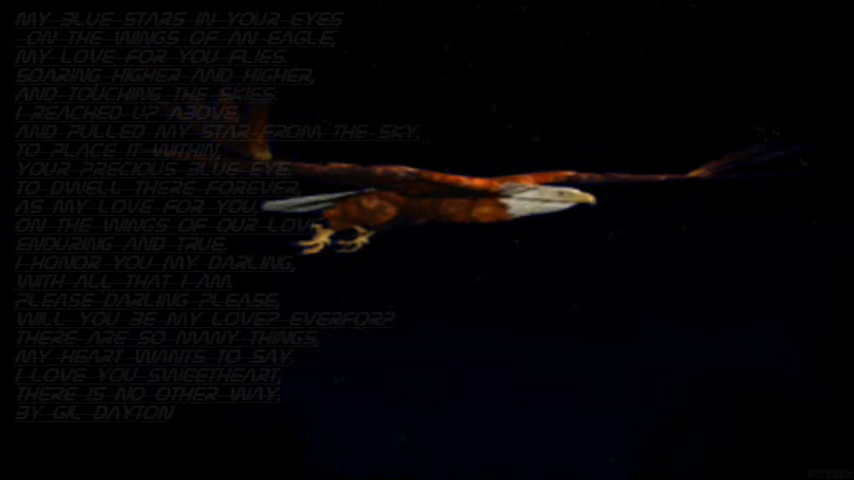 MY BLUE STARS IN YOUR EYES
ON THE WINGS OF AN EAGLE,
MY LOVE FOR YOU FLIES.
SOARING HIGHER AND HIGHER,
AND TOUCHING THE SKIES.
I REACHED UP ABOVE,
AND PULLED MY STAR FROM THE SKY.
TO PLACE IT WITHIN,
YOUR PRECIOUS BLUE EYE.
TO DWELL THERE FOREVER,
AS MY LOVE FOR YOU.
ON THE WINGS OF OUR LOVE
ENDURING AND TRUE.
I HONOR YOU MY DARLING,
WITH ALL THAT I AM.
PLEASE DARLING PLEASE,
WILL YOU BE MY LOVE? EVERFOR?
THERE ARE SO MANY THINGS,
MY HEART WANTS TO SAY.
I LOVE YOU SWEETHEART,
THERE IS NO OTHER WAY.
BY GIL DAYTON